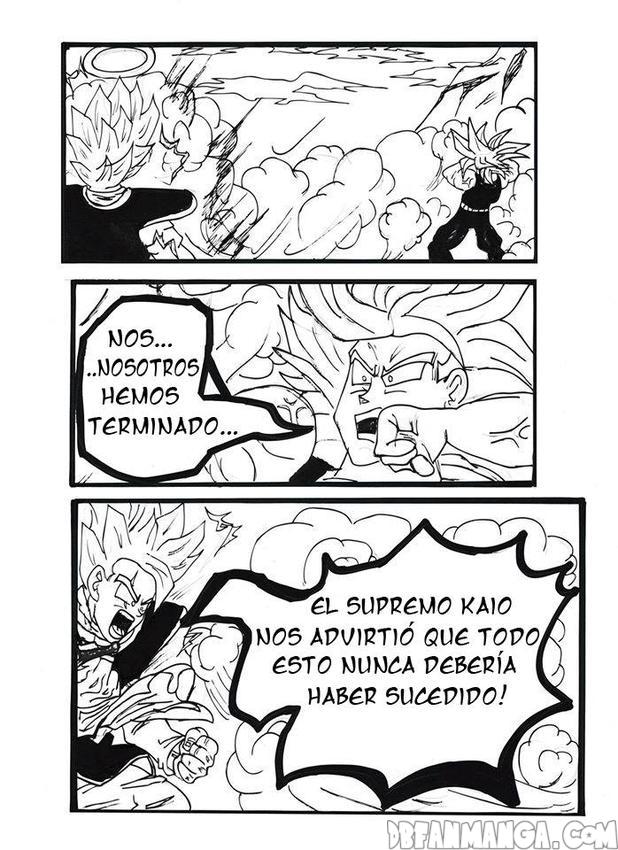 NOS...
..NOSOTROS
HEMOS
TERMINADO...
EL SUPREMO KAIO
NOS ADVIRTIÓ QUE TODO
ESTO NUNCA DEBERÍA
HABER SUCEDIDO!
DBFANMANGA.COM